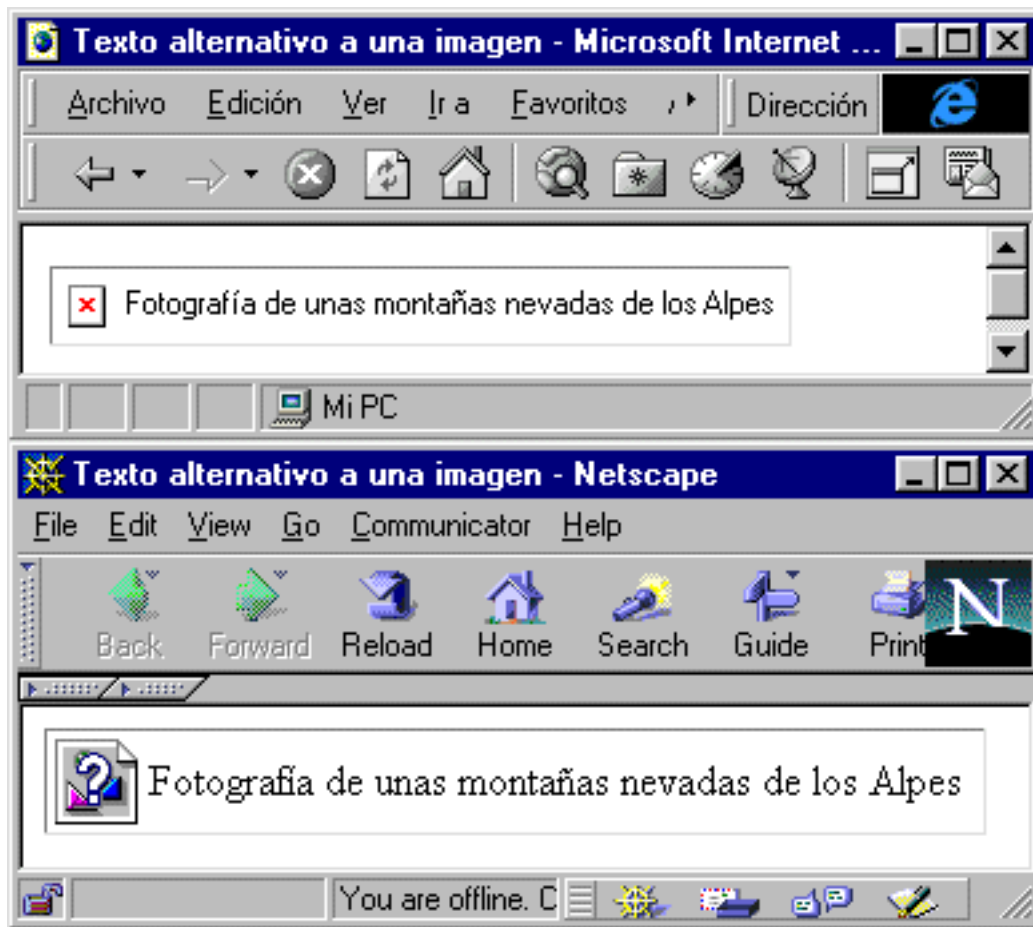 Texto alternativo a una imagen - Microsoft Internet ...
Archivo Edición Ver Ir a Favoritos Dirección
Fotografía de unas montañas nevadas de los Alpes
Mi PC
Texto alternativo a una imagen - Netscape
File Edit View Go Communicator Help
Back Forward Reload Home Search Guide Print
N
Fotografía de unas montañas nevadas de los Alpes
You are offline. C